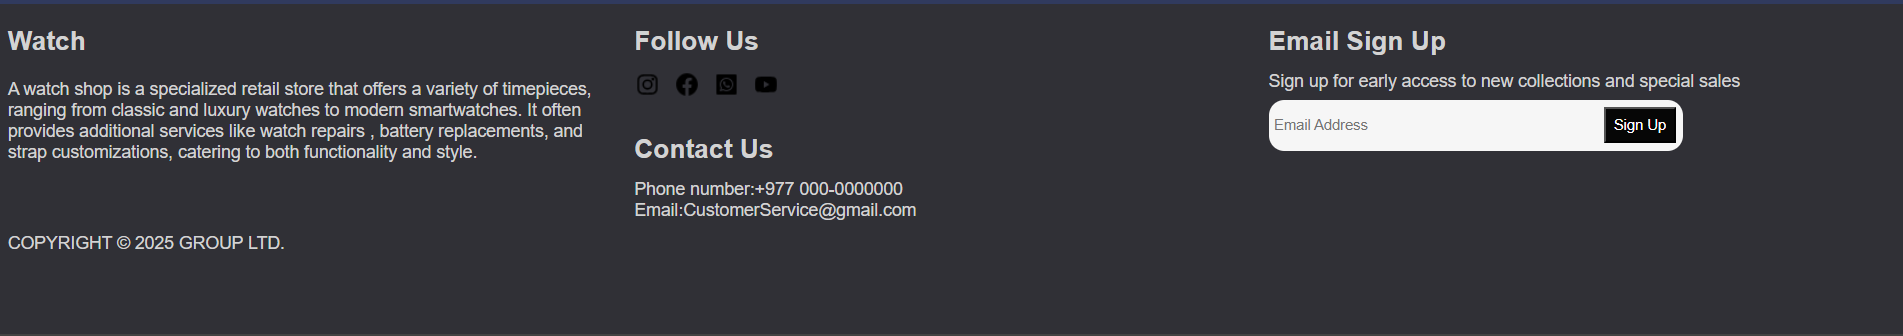 Watch
A watch shop is a specialized retail store that offers a variety of timepieces,
ranging from classic and luxury watches to modern smartwatches. It often
provides additional services like watch repairs , battery replacements, and
strap customizations, catering to both functionality and style.
COPYRIGHT © 2025 GROUP LTD.
Follow Us
Contact Us
Phone number:+977 000-0000000
Email:CustomerService@gmail.com
Email Sign Up
Sign up for early access to new collections and special sales
Email Address
Sign Up